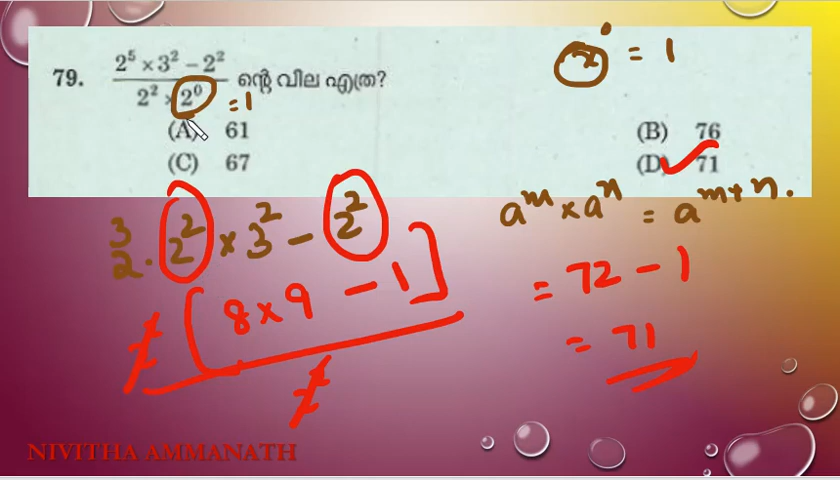 79. 2⁵ × 3² − 2² / 2² × 2⁰ ന്റെ വില എത്ര?
= 1
x⁰ = 1
(A) 61 (B) 76
(C) 67 (D) 71
2³ · 2² × 3² − 2²
aᵐ × aⁿ = aᵐ⁺ⁿ.
[8 × 9 − 1]
= 72 − 1
= 71
NIVITHA AMMANATH